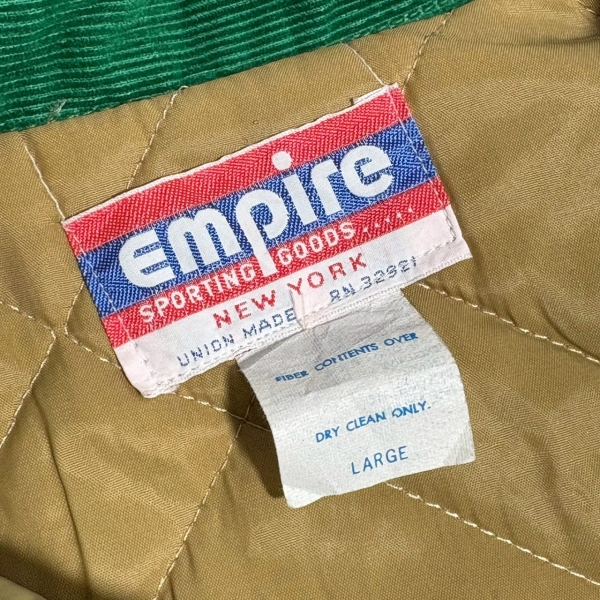 empire
SPORTING GOODS.....
NEW YORK
UNION MADE RN 32921
FIBER CONTENTS OVER
DRY CLEAN ONLY.
LARGE